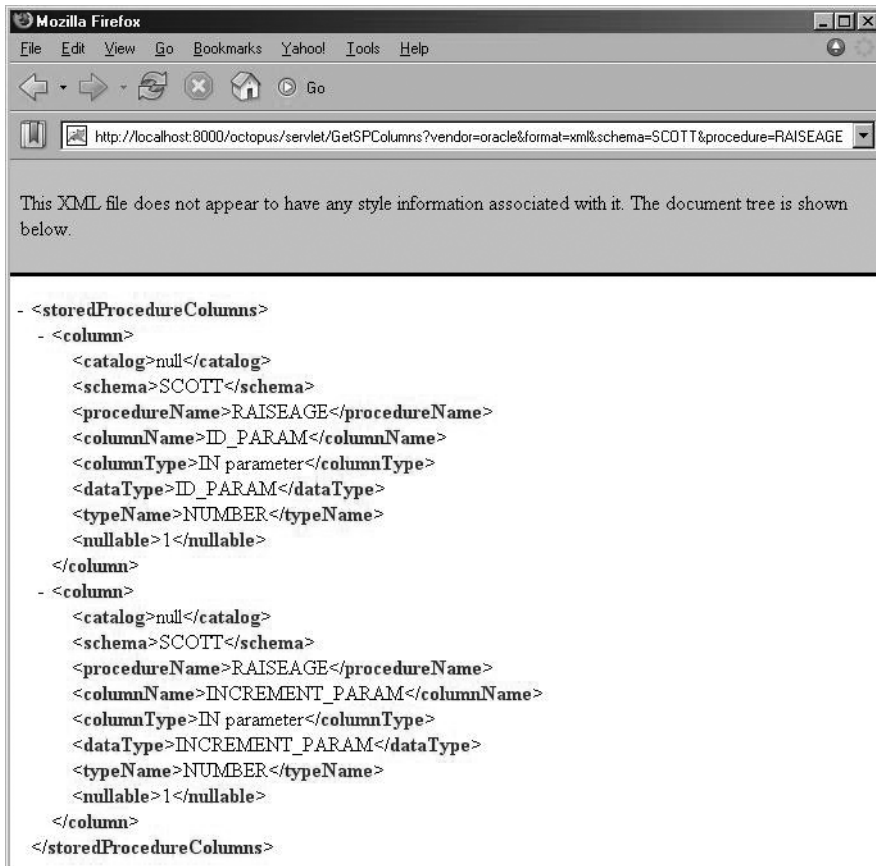 Mozilla Firefox
File Edit View Go Bookmarks Yahoo! Tools Help
Go
http://localhost:8000/octopus/servlet/GetSPColumns?vendor=oracle&format=xml&schema=SCOTT&procedure=RAISEAGE
This XML file does not appear to have any style information associated with it. The document tree is shown
below.
- <storedProcedureColumns>
- <column>
<catalog>null</catalog>
<schema>SCOTT</schema>
<procedureName>RAISEAGE</procedureName>
<columnName>ID_PARAM</columnName>
<columnType>IN parameter</columnType>
<dataType>ID_PARAM</dataType>
<typeName>NUMBER</typeName>
<nullable>1</nullable>
</column>
- <column>
<catalog>null</catalog>
<schema>SCOTT</schema>
<procedureName>RAISEAGE</procedureName>
<columnName>INCREMENT_PARAM</columnName>
<columnType>IN parameter</columnType>
<dataType>INCREMENT_PARAM</dataType>
<typeName>NUMBER</typeName>
<nullable>1</nullable>
</column>
</storedProcedureColumns>